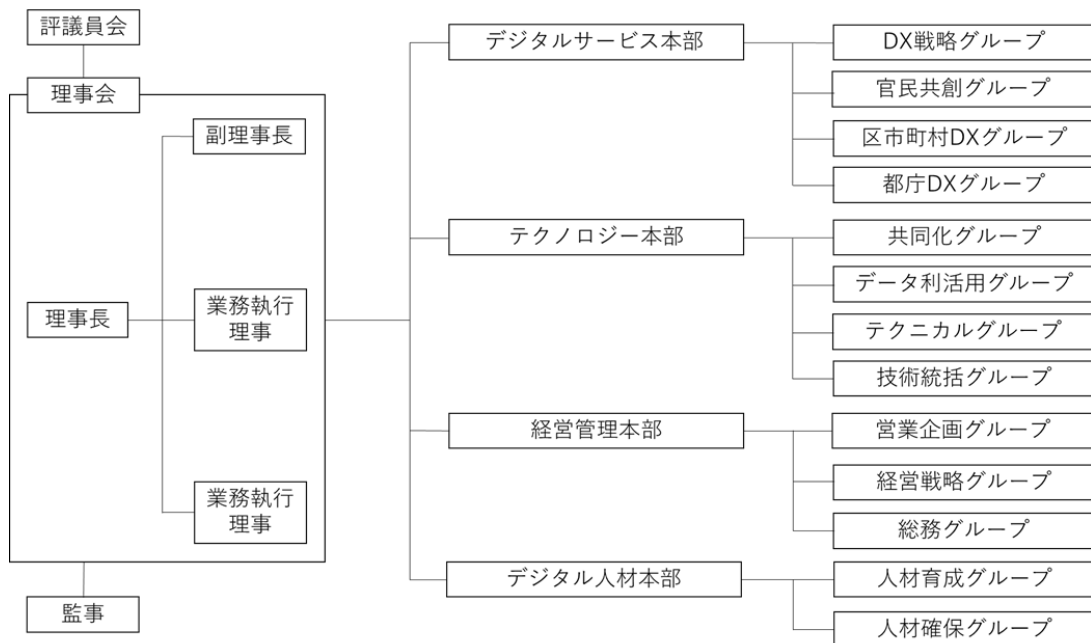 評議員会
理事会
副理事長
理事長
業務執行
理事
業務執行
理事
監事
デジタルサービス本部
DX戦略グループ
官民共創グループ
区市町村DXグループ
都庁DXグループ
テクノロジー本部
共同化グループ
データ利活用グループ
テクニカルグループ
技術統括グループ
経営管理本部
営業企画グループ
経営戦略グループ
総務グループ
デジタル人材本部
人材育成グループ
人材確保グループ